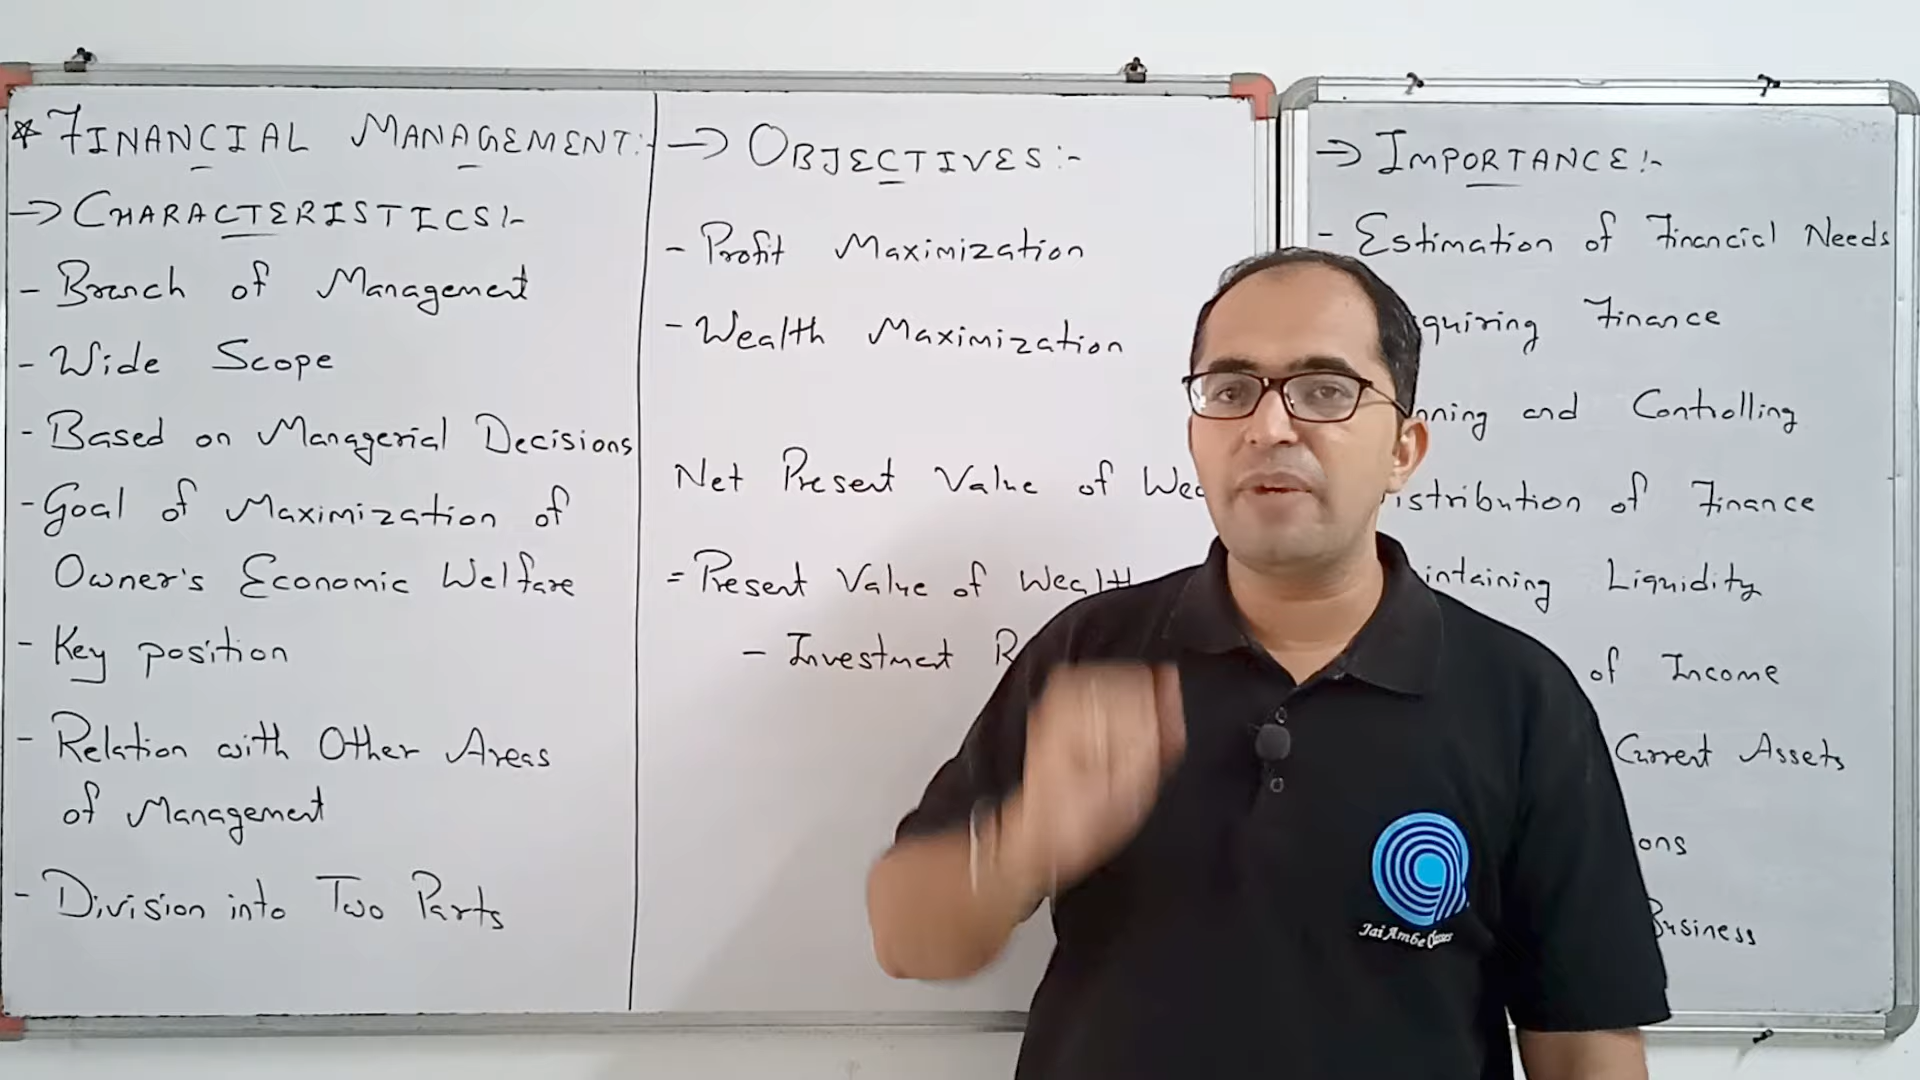 * FINANCIAL MANAGEMENT:-
→ CHARACTERISTICS:-
- Branch of Management
- Wide Scope
- Based on Managerial Decisions
- Goal of Maximization of
Owner's Economic Welfare
- Key position
- Relation with Other Areas
of Management
- Division into Two Parts
→ OBJECTIVES:-
- Profit Maximization
- Wealth Maximization
Net Present Value of
= Present Value of Wealth
- Investment
→ IMPORTANCE:-
- Estimation of Financial Needs
Finance
and Controlling
of Finance
Liquidity
of Income
Current Assets
Business
Jai Ambe Classes